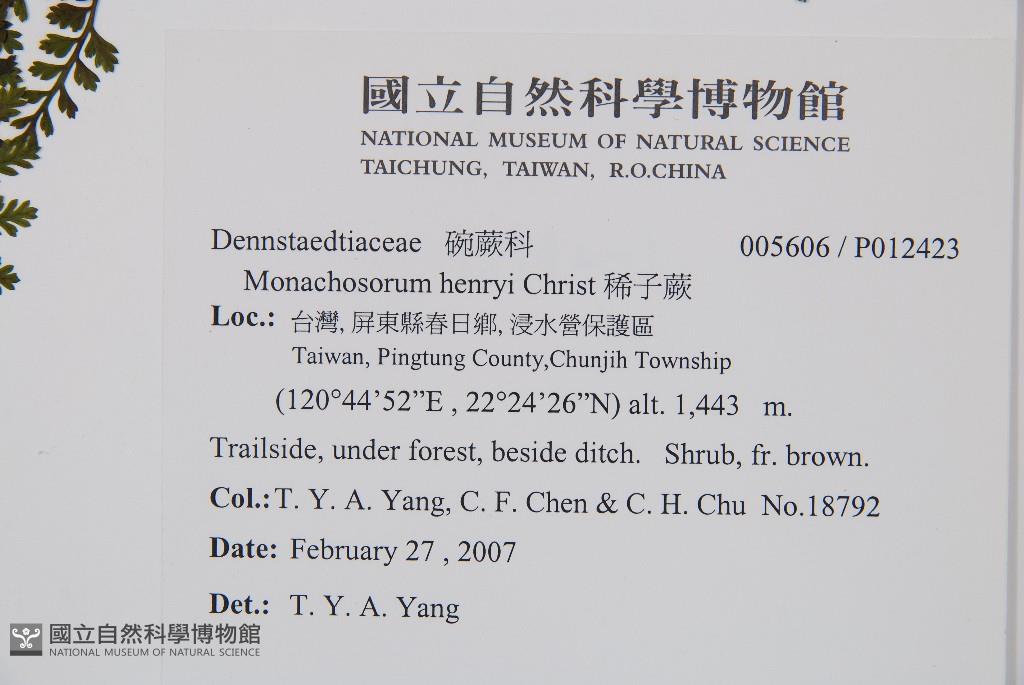 國立自然科學博物館
NATIONAL MUSEUM OF NATURAL SCIENCE
TAICHUNG, TAIWAN, R.O.CHINA
Dennstaedtiaceae 碗蕨科 005606 / P012423
Monachosorum henryi Christ 稀子蕨
Loc.: 台灣, 屏東縣春日鄉, 浸水營保護區
Taiwan, Pingtung County,Chunjih Township
(120°44’52”E , 22°24’26”N) alt. 1,443 m.
Trailside, under forest, beside ditch. Shrub, fr. brown.
Col.: T. Y. A. Yang, C. F. Chen & C. H. Chu No.18792
Date: February 27 , 2007
Det.: T. Y. A. Yang
國立自然科學博物館
NATIONAL MUSEUM OF NATURAL SCIENCE